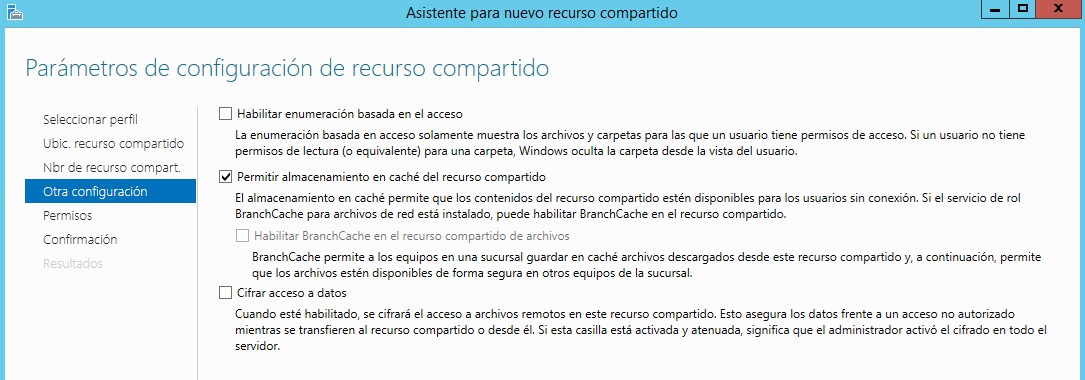 Asistente para nuevo recurso compartido
Parámetros de configuración de recurso compartido
Seleccionar perfil
Ubic. recurso compartido
Nbr de recurso compart.
Otra configuración
Permisos
Confirmación
Resultados
Habilitar enumeración basada en el acceso
La enumeración basada en acceso solamente muestra los archivos y carpetas para las que un usuario tiene permisos de acceso. Si un usuario no tiene
permisos de lectura (o equivalente) para una carpeta, Windows oculta la carpeta desde la vista del usuario.
Permitir almacenamiento en caché del recurso compartido
El almacenamiento en caché permite que los contenidos del recurso compartido estén disponibles para los usuarios sin conexión. Si el servicio de rol
BranchCache para archivos de red está instalado, puede habilitar BranchCache en el recurso compartido.
Habilitar BranchCache en el recurso compartido de archivos
BranchCache permite a los equipos en una sucursal guardar en caché archivos descargados desde este recurso compartido y, a continuación, permite
que los archivos estén disponibles de forma segura en otros equipos de la sucursal.
Cifrar acceso a datos
Cuando esté habilitado, se cifrará el acceso a archivos remotos en este recurso compartido. Esto asegura los datos frente a un acceso no autorizado
mientras se transfieren al recurso compartido o desde él. Si esta casilla está activada y atenuada, significa que el administrador activó el cifrado en todo el
servidor.